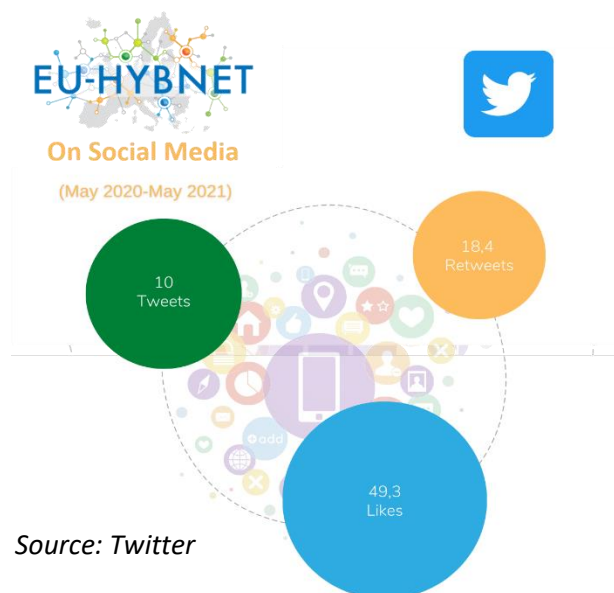 EU-HYBNET
On Social Media
(May 2020-May 2021)
18,4
Retweets
10
Tweets
add
49,3
Likes
Source: Twitter